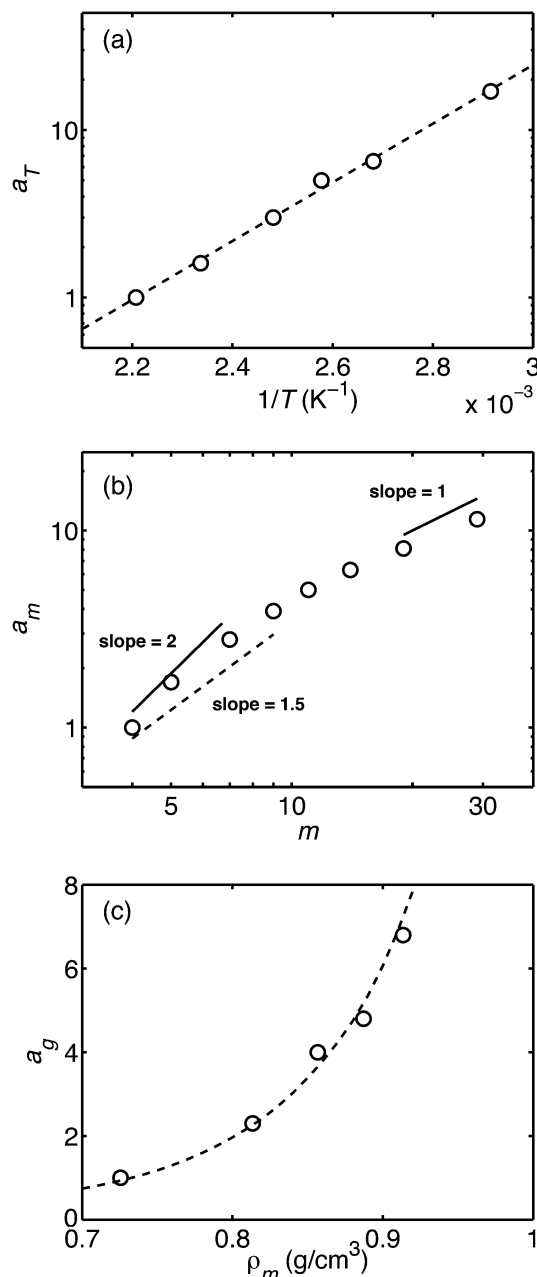 (a)
10
1
a_T
2.2 2.4 2.6 2.8 3
1/T (K⁻¹) x 10⁻³
(b)
slope = 1
10
slope = 2
a_m
slope = 1.5
1
5 10 30
m
8
(c)
6
a_g
4
2
0
0.7 0.8 0.9 1
ρ_m (g/cm³)